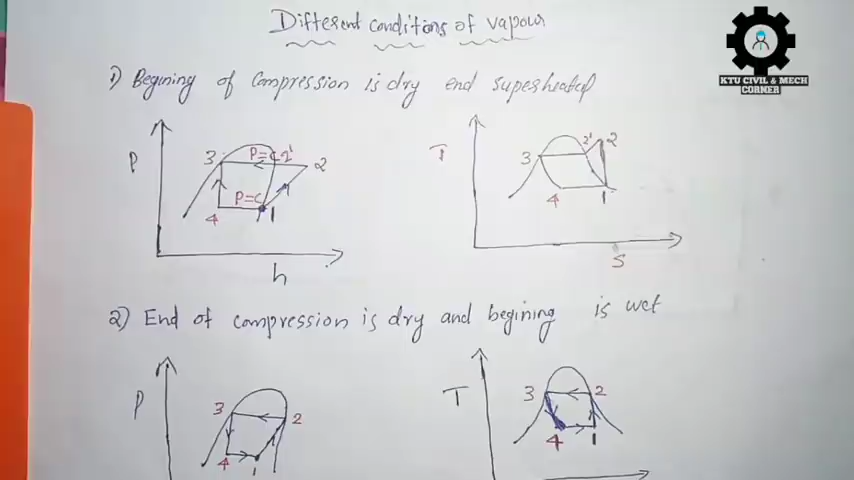 Different conditions of vapour
KTU CIVIL & MECH
CORNER
1) Begining of compression is dry end superheated
P
3
P=c
2'
2
P=c
4
1
h
T
3
2'
2
4
1
s
2) End of compression is dry and begining is wet
P
3
2
4
1
T
3
2
4
1